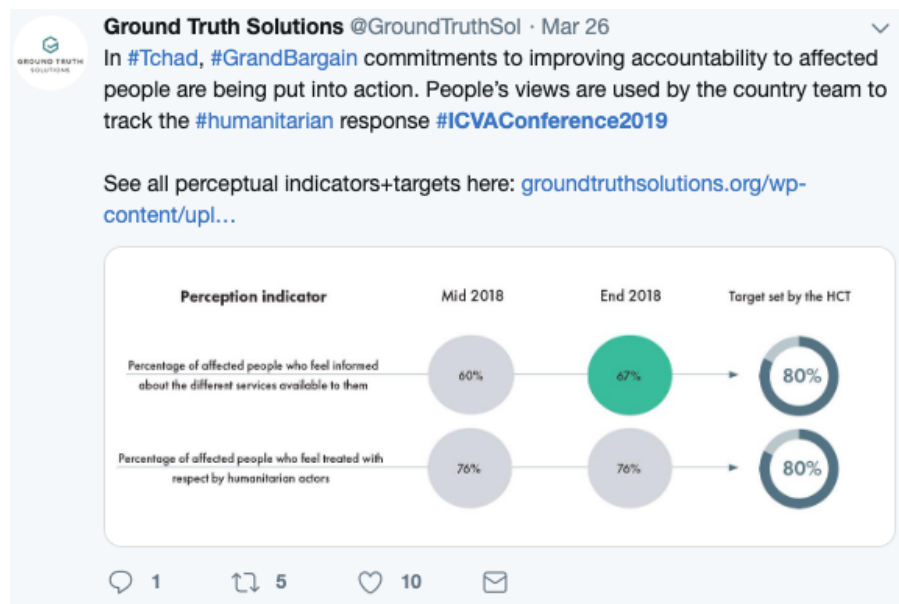 GROUND TRUTH
SOLUTIONS
Ground Truth Solutions @GroundTruthSol · Mar 26
In #Tchad, #GrandBargain commitments to improving accountability to affected
people are being put into action. People's views are used by the country team to
track the #humanitarian response #ICVAConference2019
See all perceptual indicators+targets here: groundtruthsolutions.org/wp-
content/upl...
Perception indicator Mid 2018 End 2018 Target set by the HCT
Percentage of affected people who feel informed
about the different services available to them
60% 67% 80%
Percentage of affected people who feel treated with
respect by humanitarian actors
76% 76% 80%
1 5 10